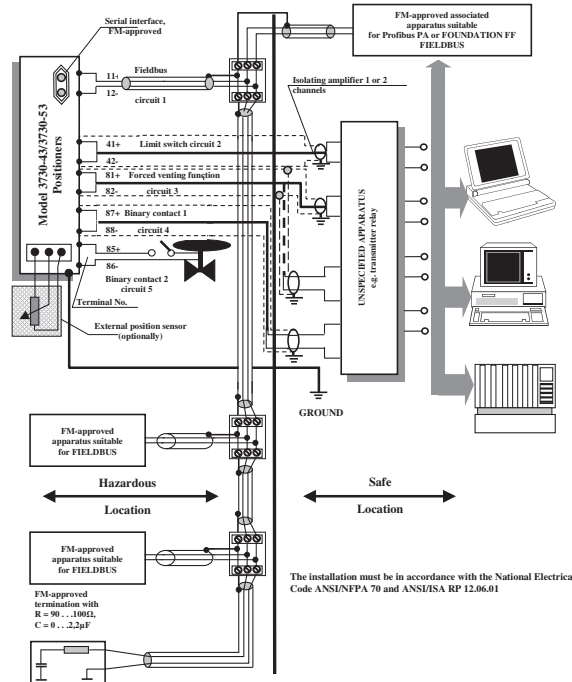 Serial interface,
FM-approved
FM-approved associated
apparatus suitable
for Profibus PA or FOUNDATION FF
FIELDBUS
Model 3730-43/3730-53
Positioners
11+
Fieldbus
12-
circuit 1
Isolating amplifier 1 or 2
channels
41+
Limit switch circuit 2
42-
81+
Forced venting function
82-
circuit 3
87+
Binary contact 1
88-
circuit 4
85+
86-
Binary contact 2
circuit 5
Terminal No.
External position sensor
(optionally)
UNSPECIFIED APPARATUS
e.g. transmitter relay
GROUND
FM-approved
apparatus suitable
for FIELDBUS
Hazardous
Location
Safe
Location
FM-approved
apparatus suitable
for FIELDBUS
The installation must be in accordance with the National Electrical
Code ANSI/NFPA 70 and ANSI/ISA RP 12.06.01
FM-approved
termination with
R = 90 . . .100Ω,
C = 0 . . .2,2µF